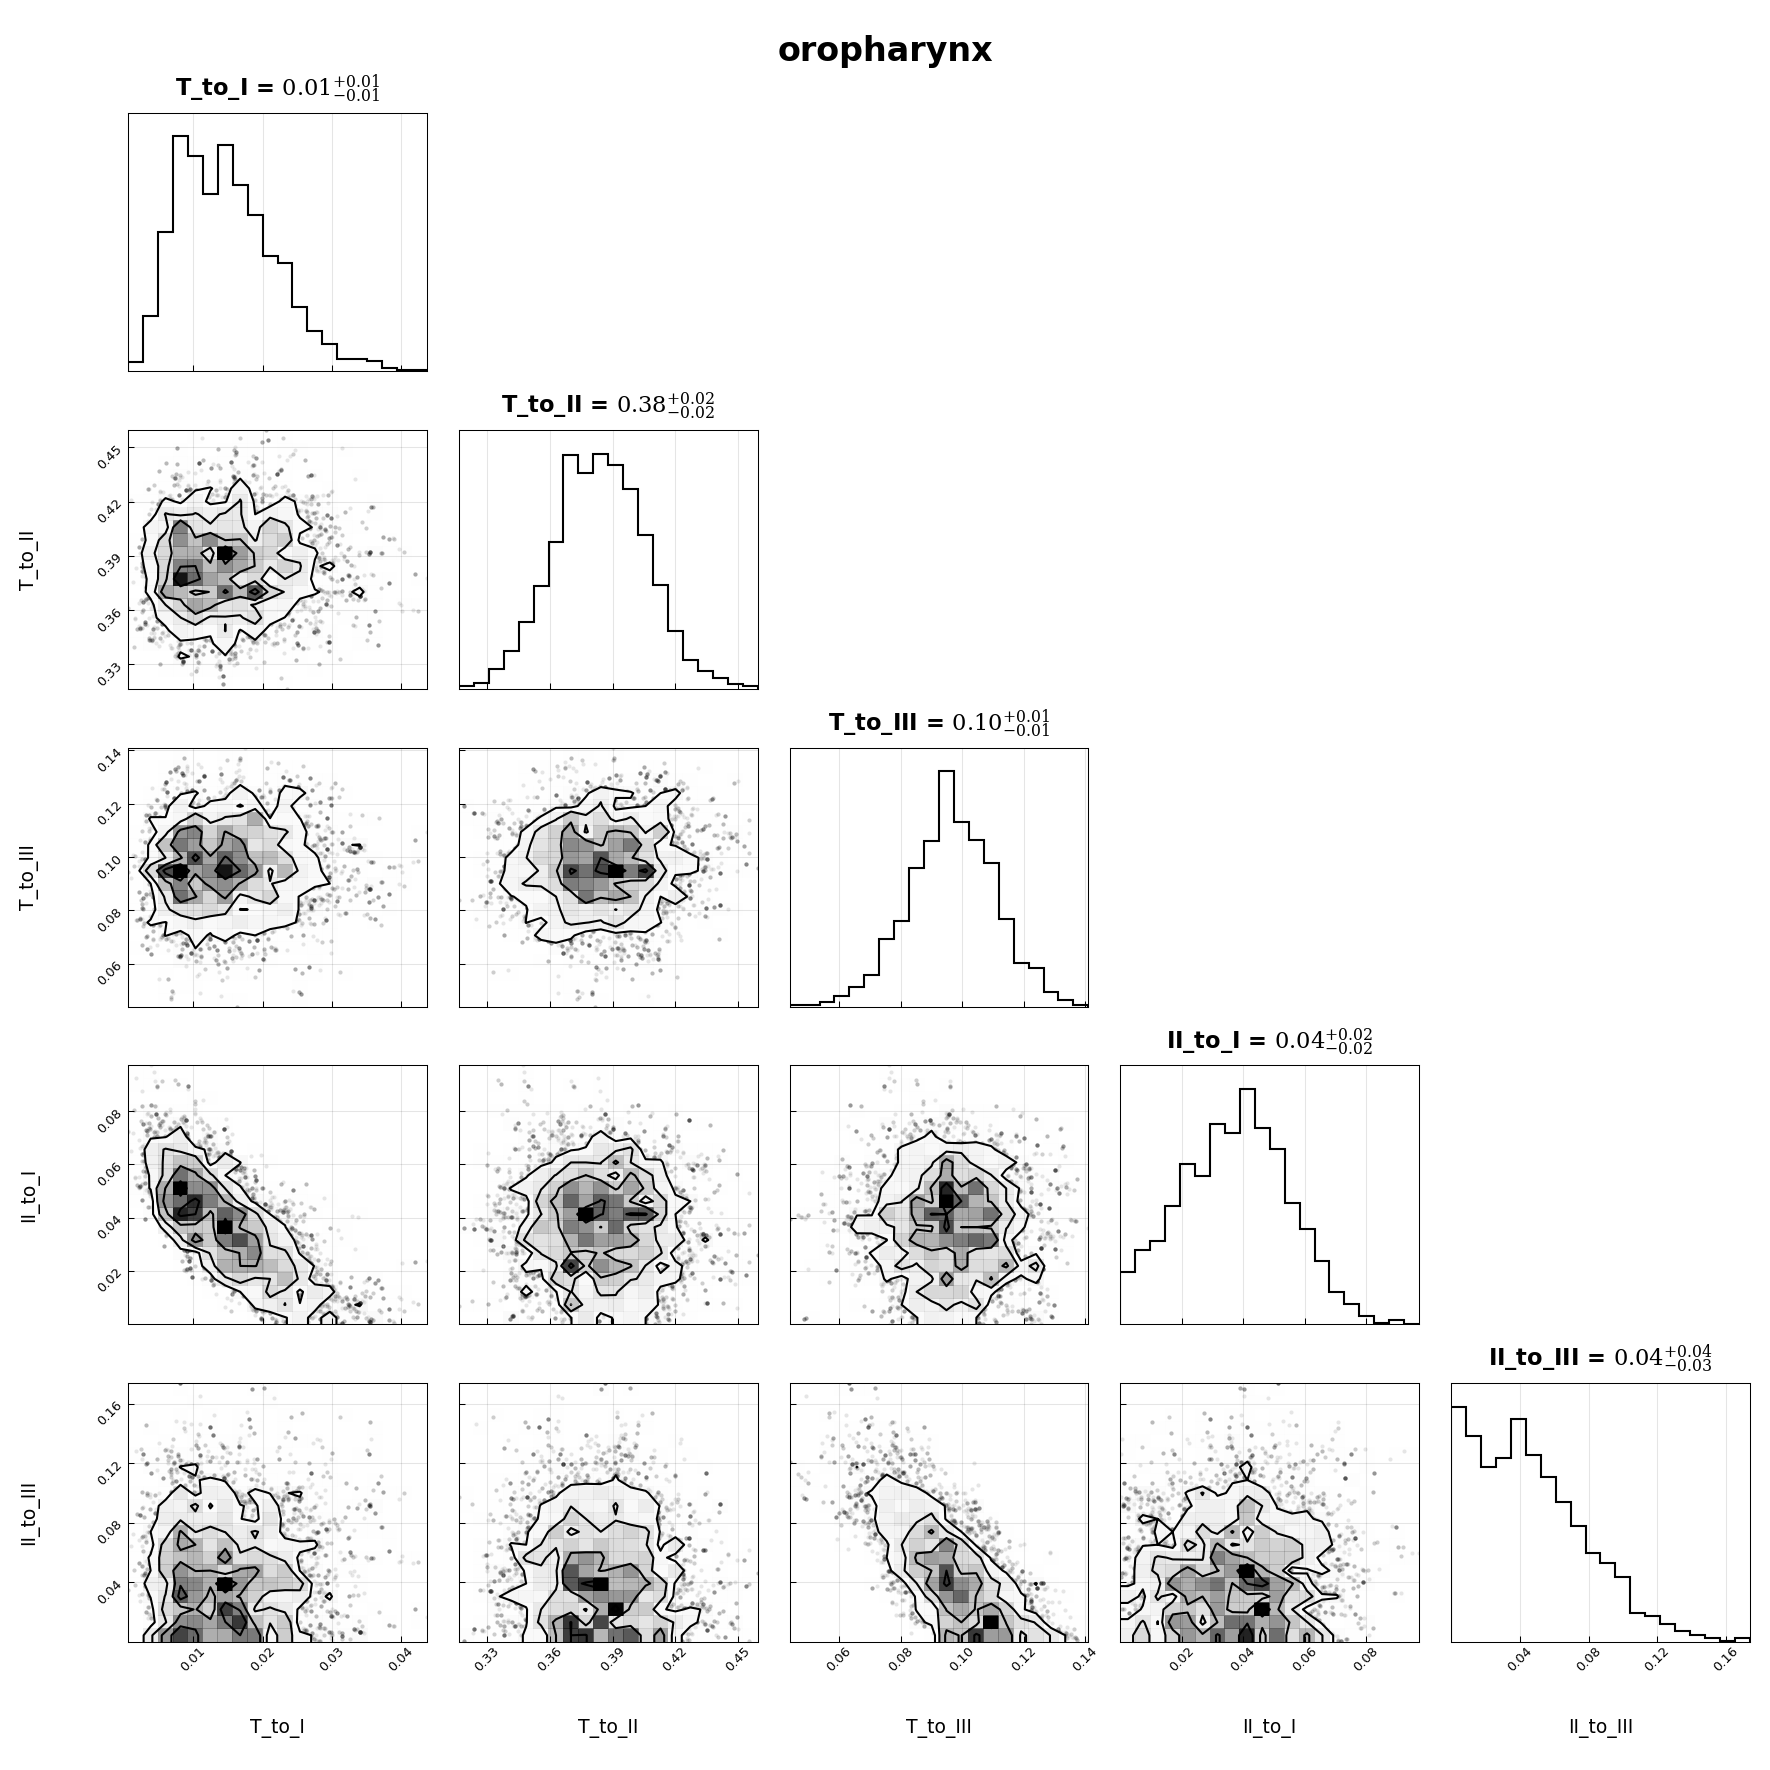 oropharynx
T_to_I = 0.01+0.01−0.01
T_to_II = 0.38+0.02−0.02
0.45
0.42
0.39
0.36
0.33
T_to_II
T_to_III = 0.10+0.01−0.01
0.14
0.12
0.10
0.08
0.06
T_to_III
II_to_I = 0.04+0.02−0.02
0.08
0.06
0.04
0.02
II_to_I
II_to_III = 0.04+0.04−0.03
0.16
0.12
0.08
0.04
II_to_III
0.01 0.02 0.03 0.04 0.33 0.36 0.39 0.42 0.45 0.06 0.08 0.10 0.12 0.14 0.02 0.04 0.06 0.08 0.04 0.08 0.12 0.16
T_to_I T_to_II T_to_III II_to_I II_to_III